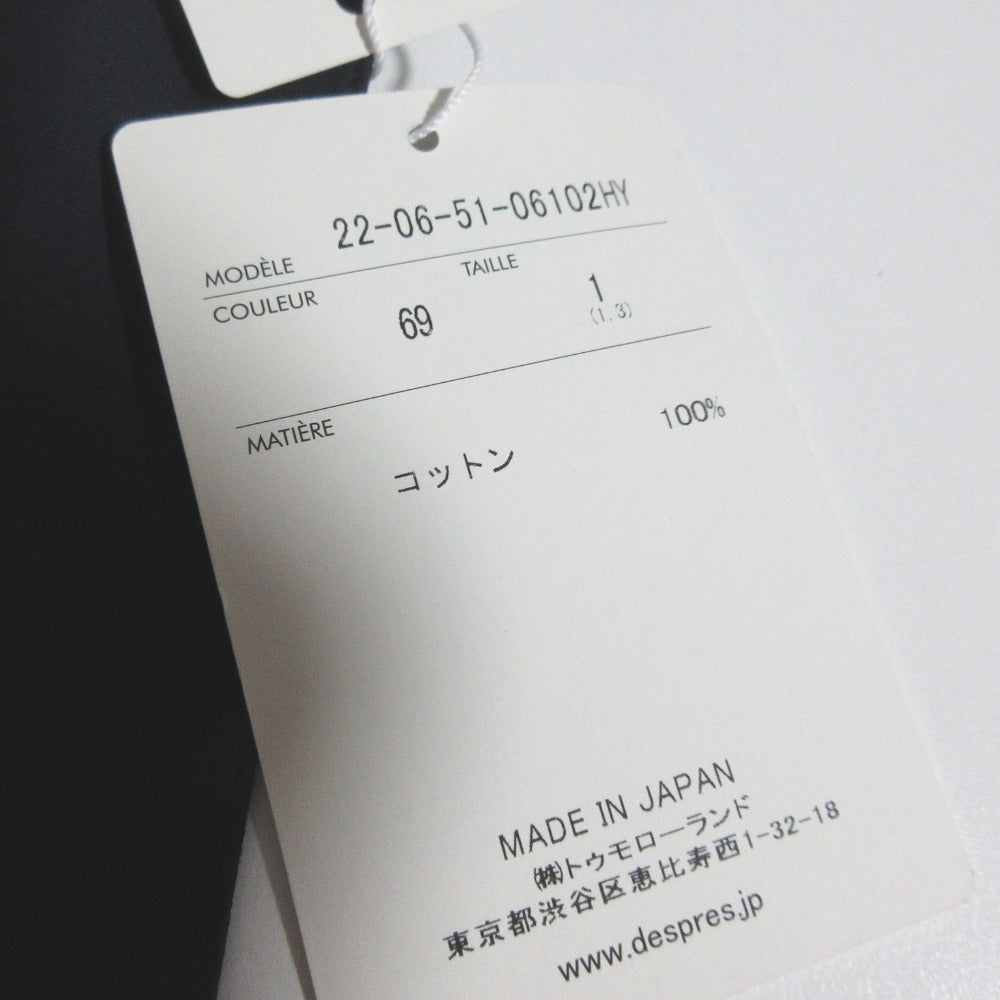 22-06-51-06102HY
MODÈLE
COULEUR 69 TAILLE 1
(1.3)
MATIÈRE 100%
コットン
MADE IN JAPAN
㈱トゥモローランド
東京都渋谷区恵比寿西1-32-18
www.despres.jp